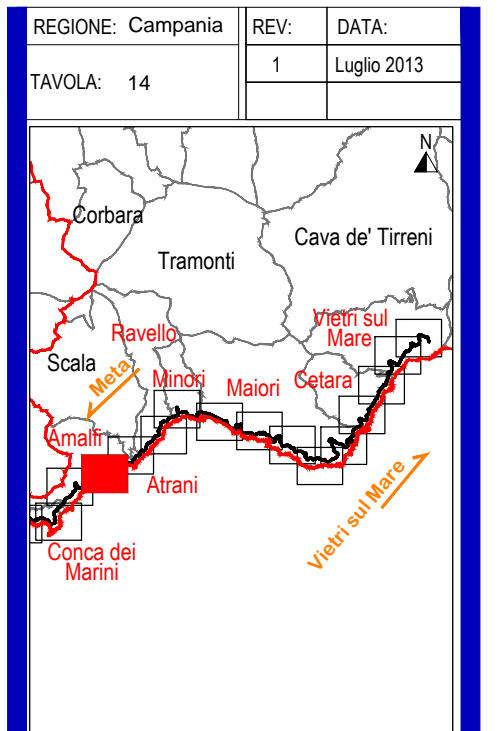 REGIONE: Campania
REV:
DATA:
TAVOLA: 14
1
Luglio 2013
N
Corbara
Cava de' Tirreni
Tramonti
Ravello
Vietri sul
Mare
Scala
Meta
Minori
Maiori
Cetara
Amalfi
Atrani
Vietri sul Mare
Conca dei
Marini